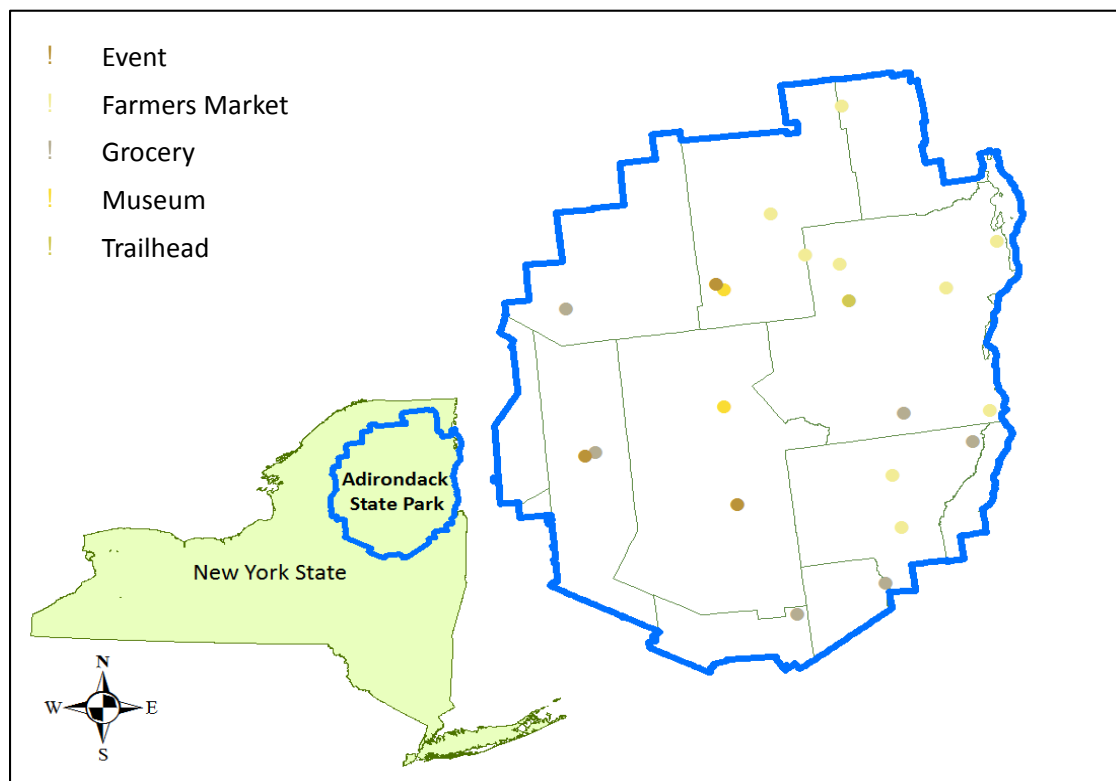 ! Event
! Farmers Market
! Grocery
! Museum
! Trailhead
Adirondack
State Park
New York State
N
W E
S